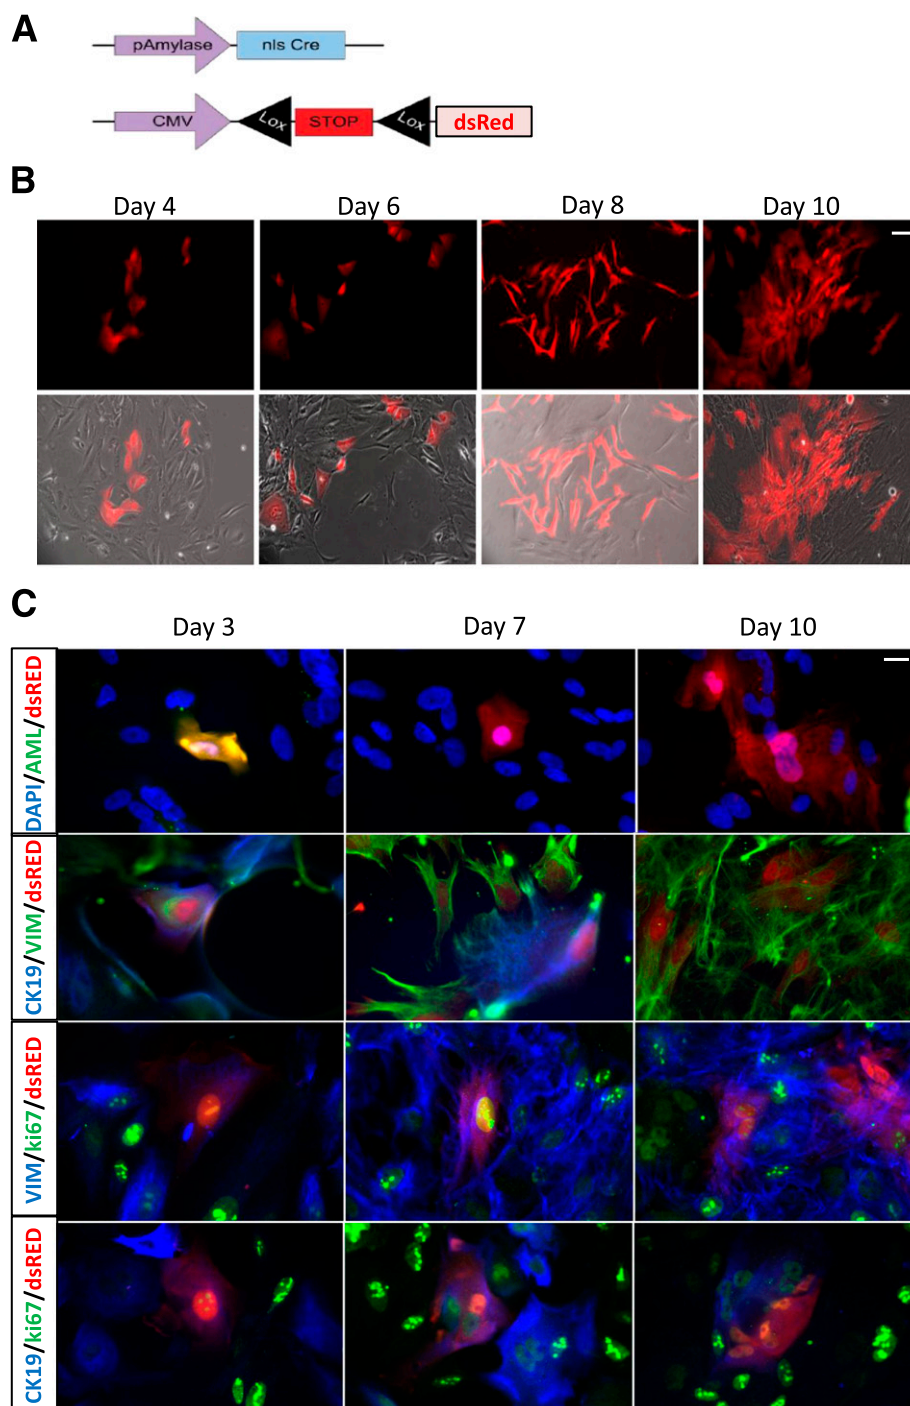 A
pAmylase
nls Cre
CMV
Lox
STOP
Lox
dsRed
B
Day 4
Day 6
Day 8
Day 10
C
Day 3
Day 7
Day 10
DAPI/AML/dsRED
CK19/VIM/dsRED
VIM/ki67/dsRED
CK19/ki67/dsRED